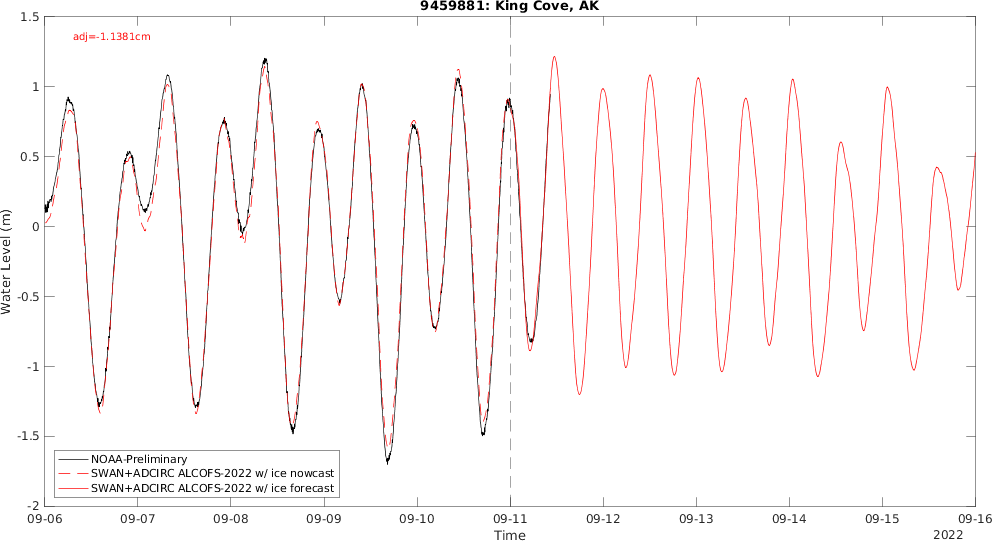 9459881: King Cove, AK
adj=-1.1381cm
1.5
1
0.5
0
-0.5
-1
-1.5
-2
Water Level (m)
NOAA-Preliminary
SWAN+ADCIRC ALCOFS-2022 w/ ice nowcast
SWAN+ADCIRC ALCOFS-2022 w/ ice forecast
09-06 09-07 09-08 09-09 09-10 09-11 09-12 09-13 09-14 09-15 09-16
Time
2022